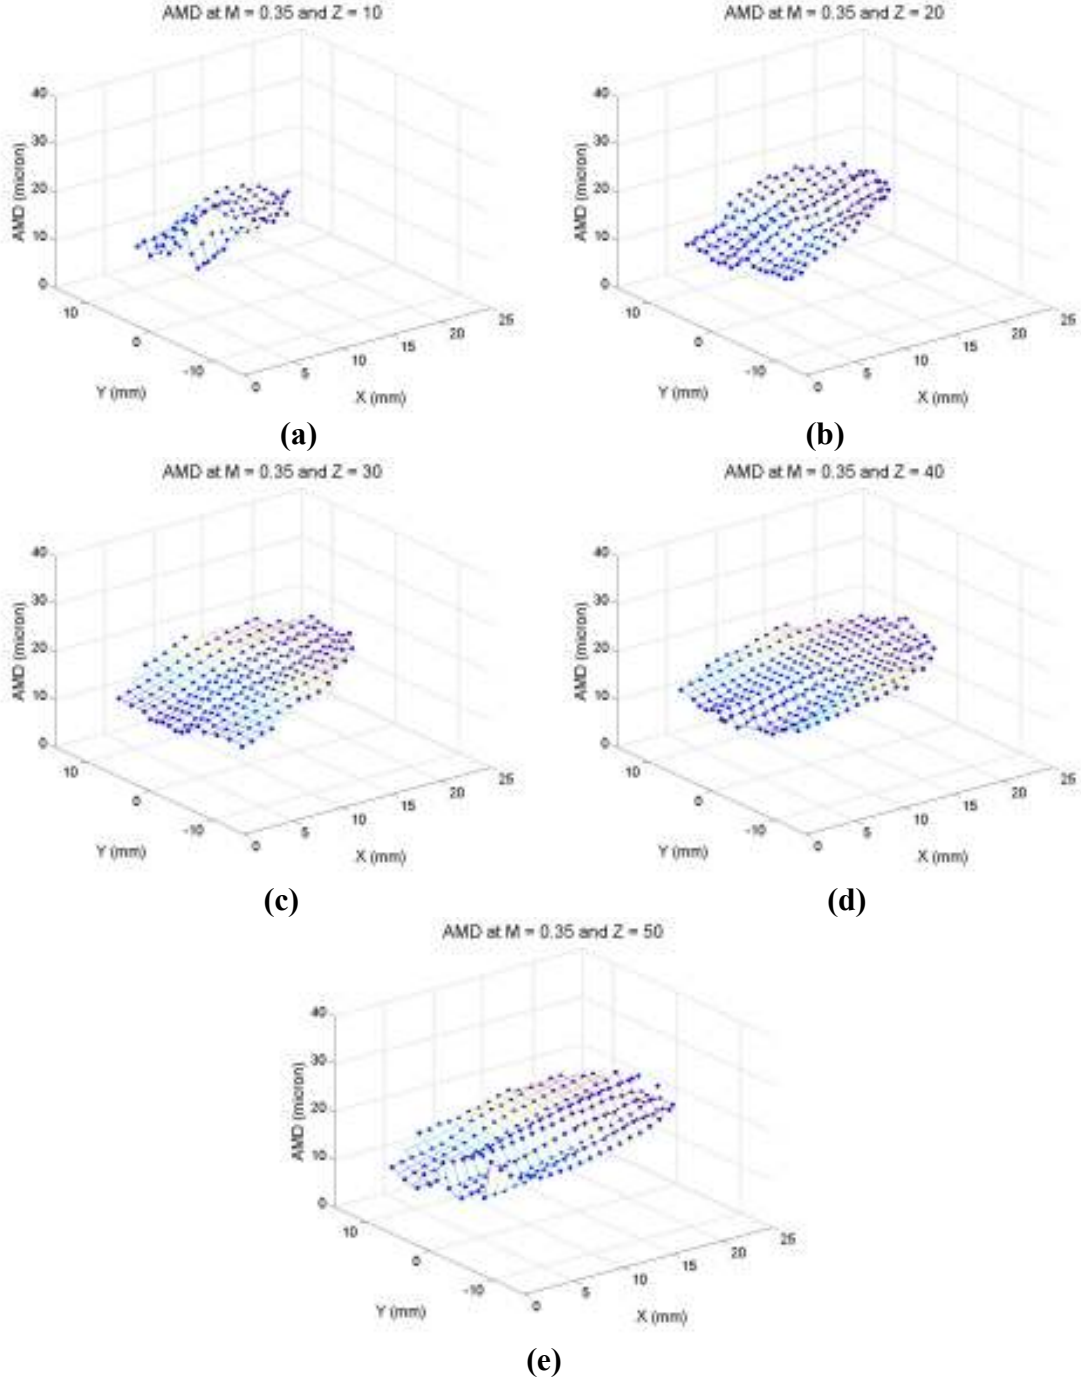 AMD at M = 0.35 and Z = 10
AMD (micron)
40
30
20
10
0
10
0
-10
Y (mm)
0
5
10
15
20
25
X (mm)
(a)
AMD at M = 0.35 and Z = 20
AMD (micron)
40
30
20
10
0
10
0
-10
Y (mm)
0
5
10
15
20
25
X (mm)
(b)
AMD at M = 0.35 and Z = 30
AMD (micron)
40
30
20
10
0
10
0
-10
Y (mm)
0
5
10
15
20
25
X (mm)
(c)
AMD at M = 0.35 and Z = 40
AMD (micron)
40
30
20
10
0
10
0
-10
Y (mm)
0
5
10
15
20
25
X (mm)
(d)
AMD at M = 0.35 and Z = 50
AMD (micron)
40
30
20
10
0
10
0
-10
Y (mm)
0
5
10
15
20
25
X (mm)
(e)